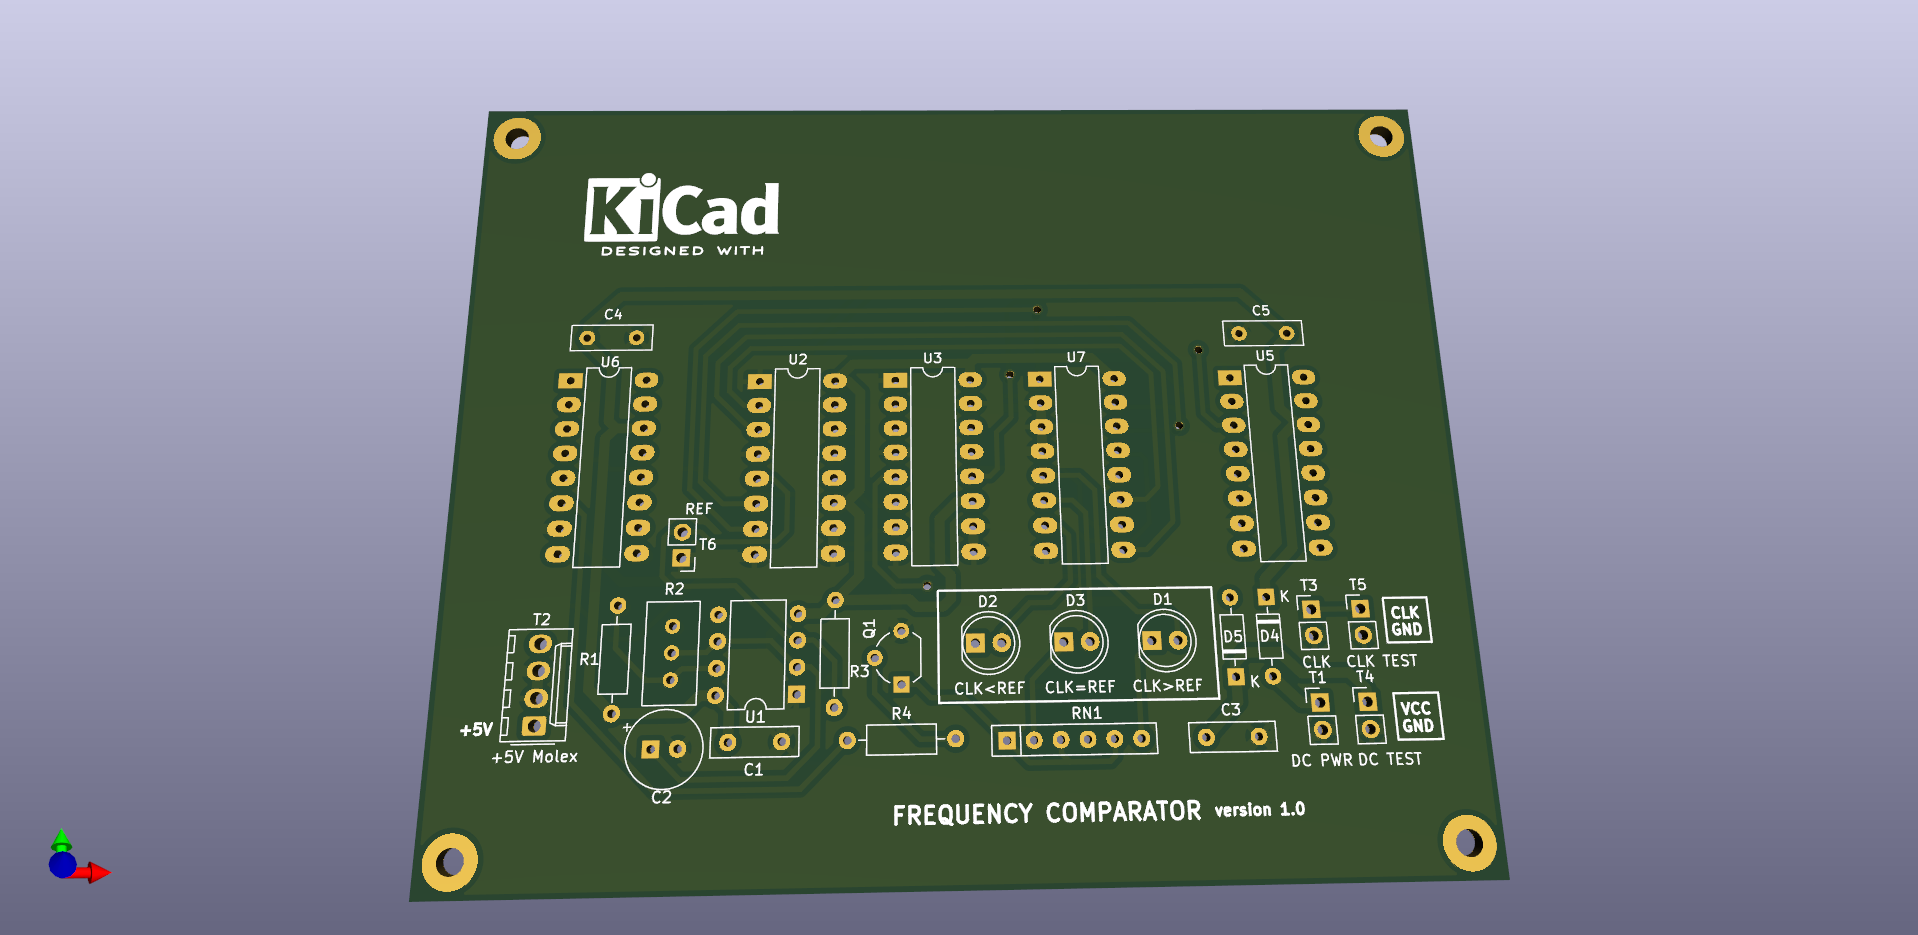 KiCad
DESIGNED WITH
C4
C5
U6
U2
U3
U7
U5
REF
T6
R2
T2
R1
+5V
+5V Molex
+
C2
U1
C1
R3
Q1
R4
D2
D3
D1
CLK<REF
CLK=REF
CLK>REF
RN1
D5
K
D4
K
C3
T3
T5
CLK
GND
CLK
CLK TEST
T1
T4
VCC
GND
DC PWR
DC TEST
FREQUENCY COMPARATOR version 1.0